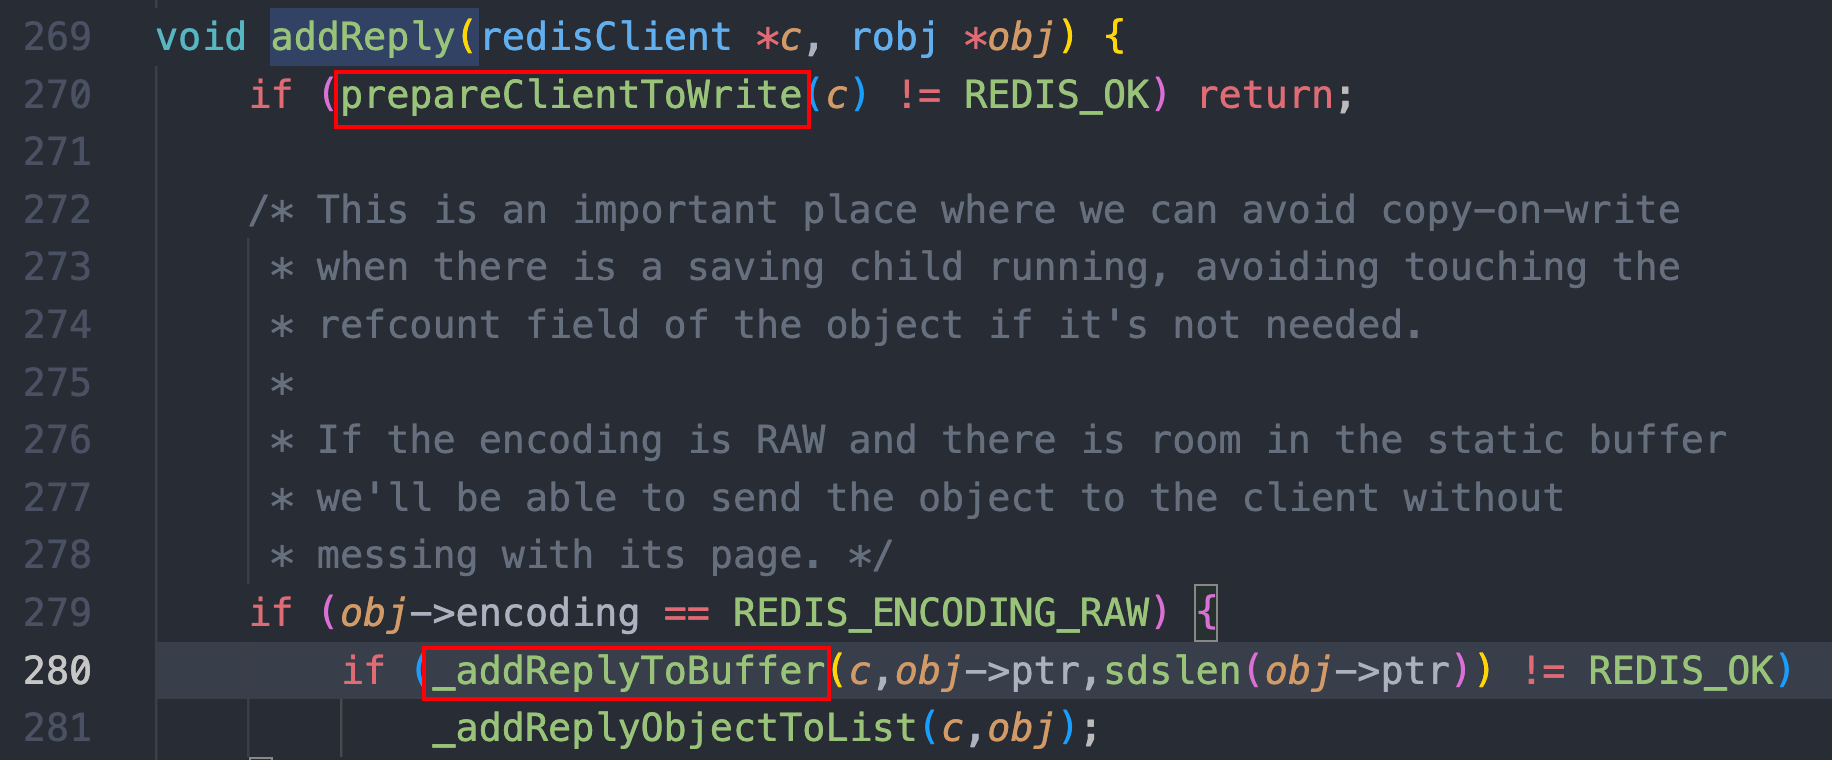 269 void addReply(redisClient *c, robj *obj) {
270 if (prepareClientToWrite(c) != REDIS_OK) return;
271
272 /* This is an important place where we can avoid copy-on-write
273 * when there is a saving child running, avoiding touching the
274 * refcount field of the object if it's not needed.
275 *
276 * If the encoding is RAW and there is room in the static buffer
277 * we'll be able to send the object to the client without
278 * messing with its page. */
279 if (obj->encoding == REDIS_ENCODING_RAW) {
280 if (_addReplyToBuffer(c,obj->ptr,sdslen(obj->ptr)) != REDIS_OK)
281 _addReplyObjectToList(c,obj);